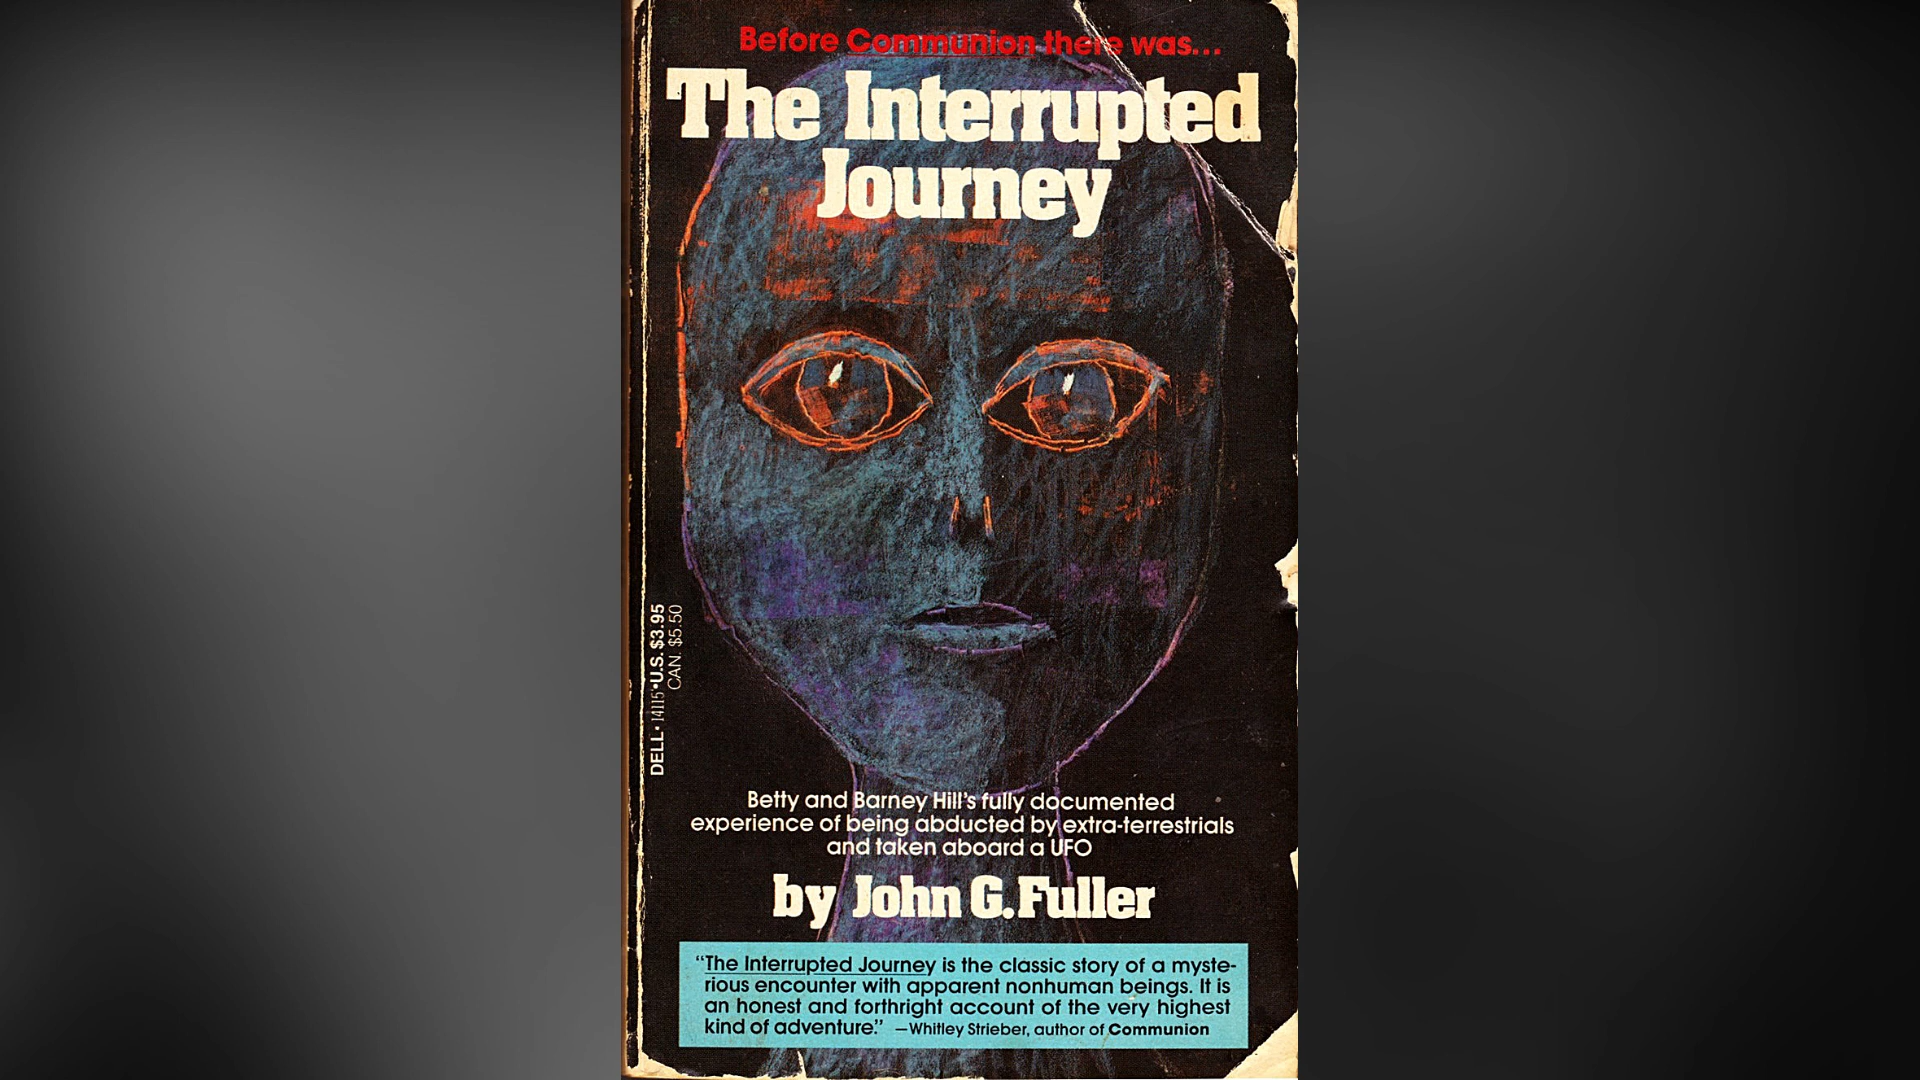 Before Communion there was...
The Interrupted
Journey
DELL • 14115 • U.S. $3.95
CAN. $5.50
Betty and Barney Hill's fully documented
experience of being abducted by extra-terrestrials
and taken aboard a UFO
by John G. Fuller
“The Interrupted Journey is the classic story of a myste-
rious encounter with apparent nonhuman beings. It is
an honest and forthright account of the very highest
kind of adventure.” —Whitley Strieber, author of Communion